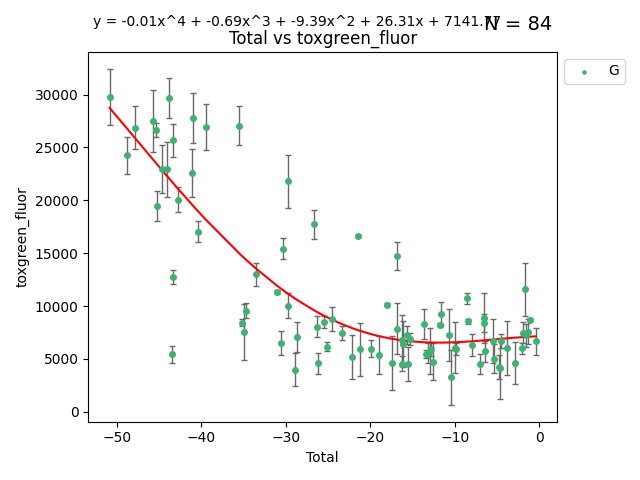 y = -0.01x^4 + -0.69x^3 + -9.39x^2 + 26.31x + 7141.77
N = 84
Total vs toxgreen_fluor
G
30000
25000
20000
15000
10000
5000
0
toxgreen_fluor
−50 −40 −30 −20 −10 0
Total